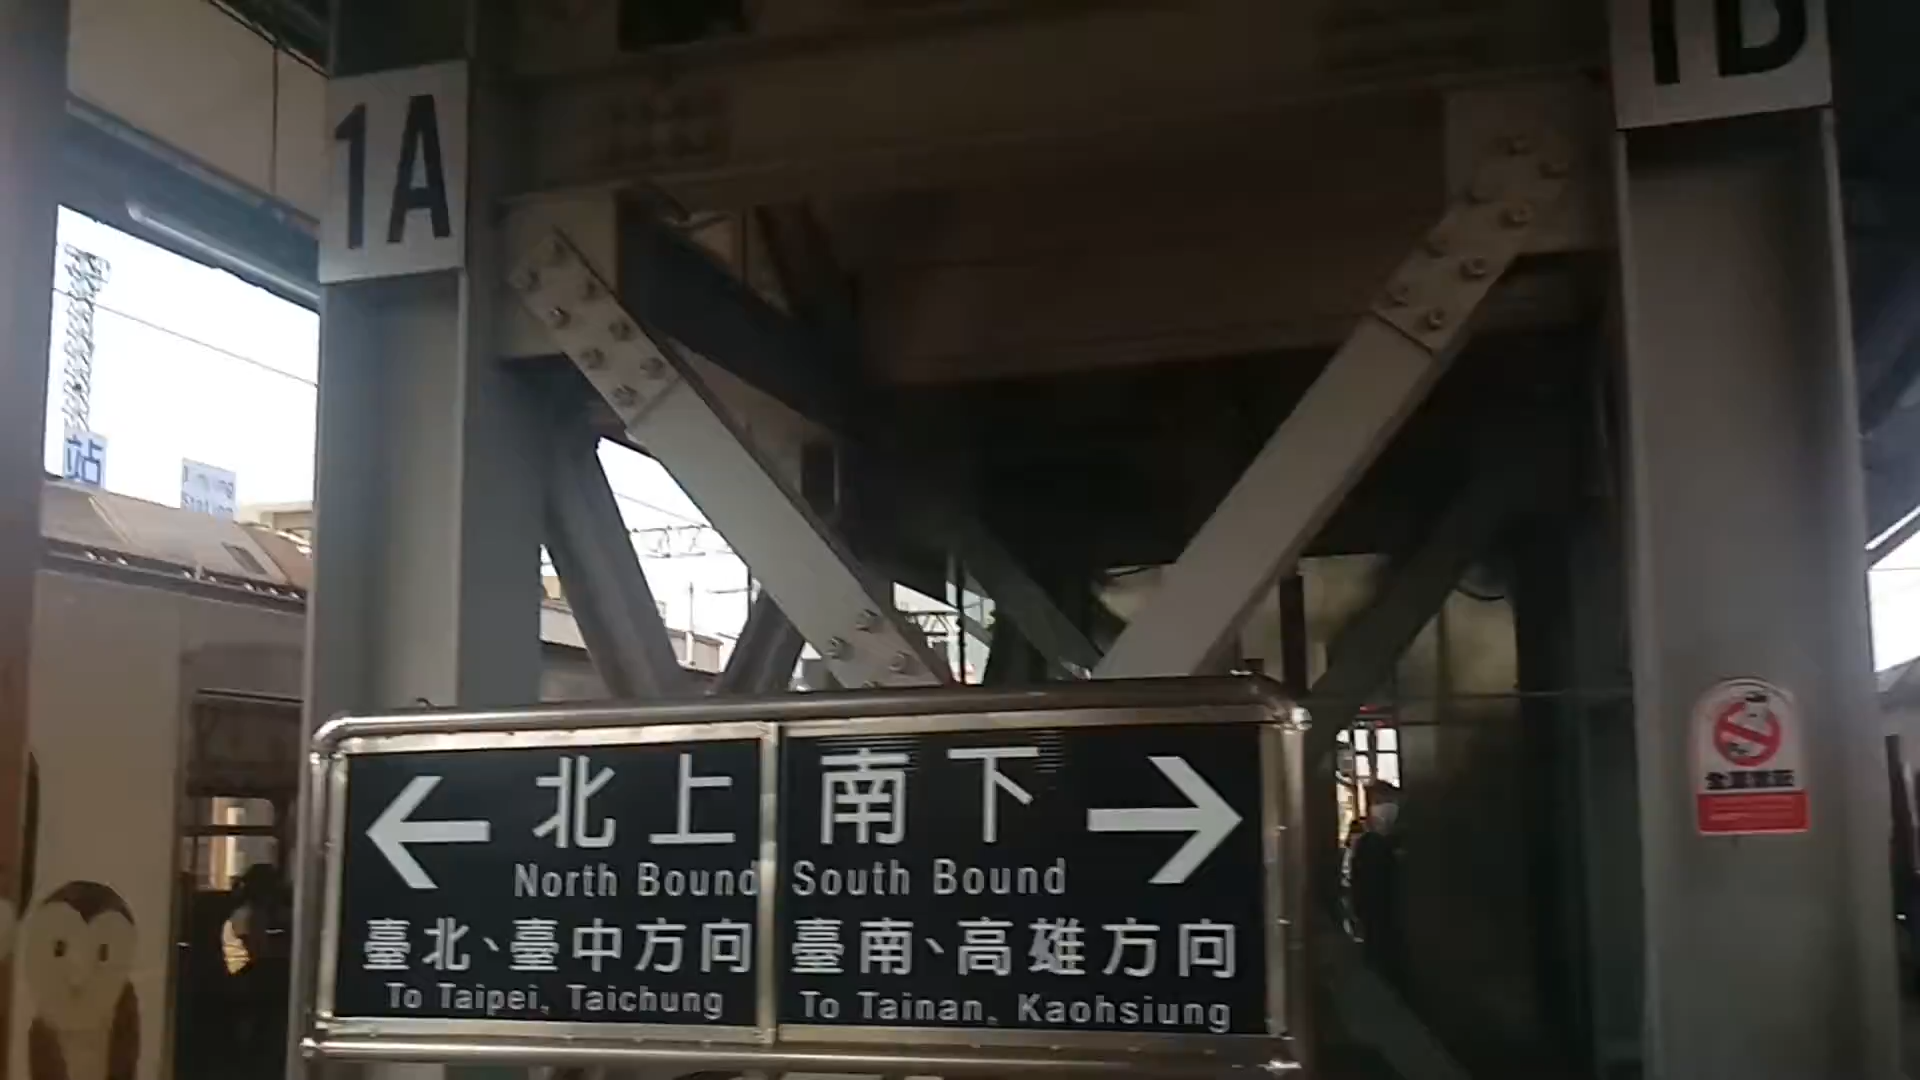 1A
1B
站
北上
North Bound
臺北、臺中方向
To Taipei, Taichung
南下
South Bound
臺南、高雄方向
To Tainan, Kaohsiung